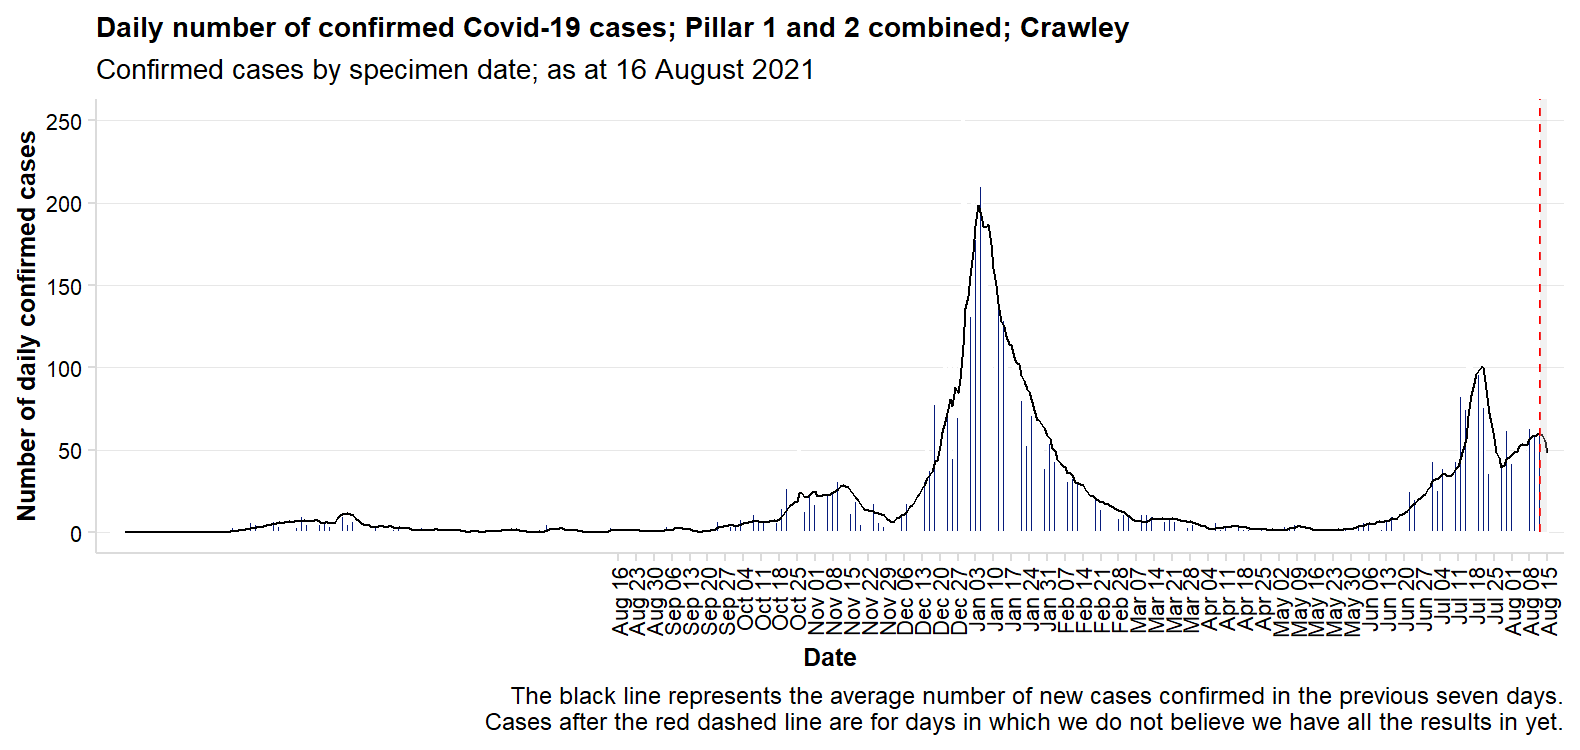 Daily number of confirmed Covid-19 cases; Pillar 1 and 2 combined; Crawley
Confirmed cases by specimen date; as at 16 August 2021
Number of daily confirmed cases
250
200
150
100
50
0
Aug 16
Aug 23
Aug 30
Sep 06
Sep 13
Sep 20
Sep 27
Oct 04
Oct 11
Oct 18
Oct 25
Nov 01
Nov 08
Nov 15
Nov 22
Nov 29
Dec 06
Dec 13
Dec 20
Dec 27
Jan 03
Jan 10
Jan 17
Jan 24
Jan 31
Feb 07
Feb 14
Feb 21
Feb 28
Mar 07
Mar 14
Mar 21
Mar 28
Apr 04
Apr 11
Apr 18
Apr 25
May 02
May 09
May 16
May 23
May 30
Jun 06
Jun 13
Jun 20
Jun 27
Jul 04
Jul 11
Jul 18
Jul 25
Aug 01
Aug 08
Aug 15
Date
The black line represents the average number of new cases confirmed in the previous seven days.
Cases after the red dashed line are for days in which we do not believe we have all the results in yet.